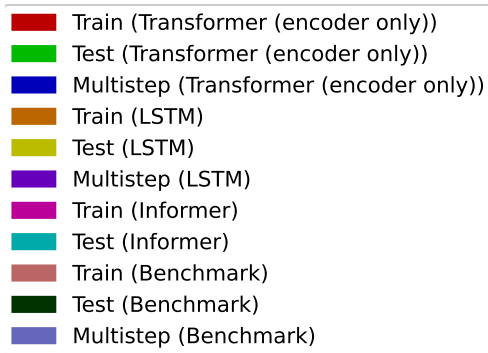 Train (Transformer (encoder only))
Test (Transformer (encoder only))
Multistep (Transformer (encoder only))
Train (LSTM)
Test (LSTM)
Multistep (LSTM)
Train (Informer)
Test (Informer)
Train (Benchmark)
Test (Benchmark)
Multistep (Benchmark)